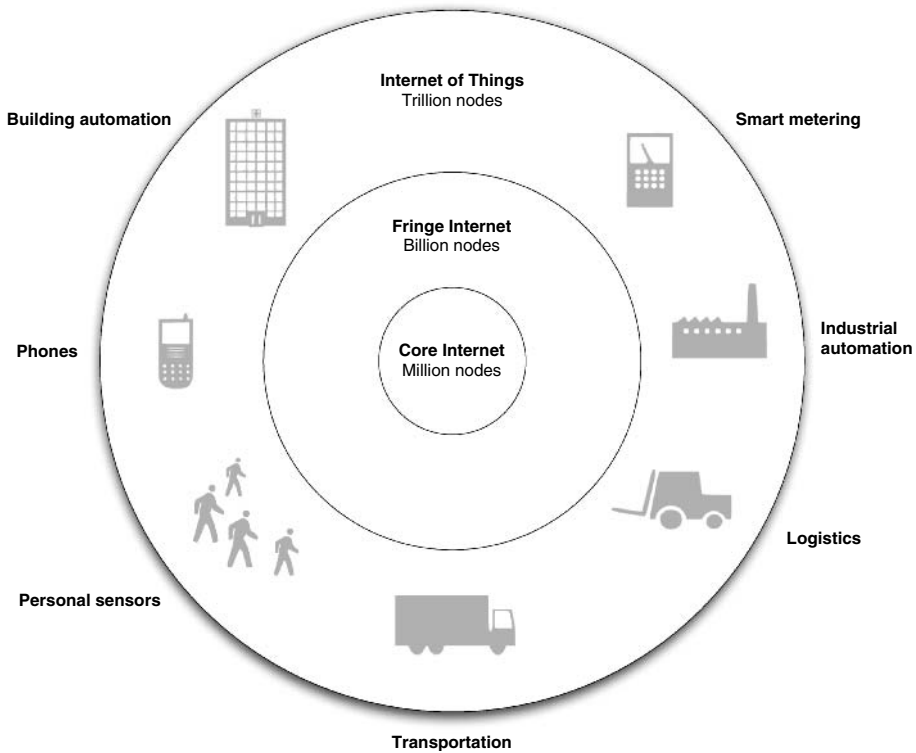 Internet of Things
Trillion nodes
Building automation
Smart metering
Fringe Internet
Billion nodes
Core Internet
Million nodes
Phones
Industrial
automation
Logistics
Personal sensors
Transportation